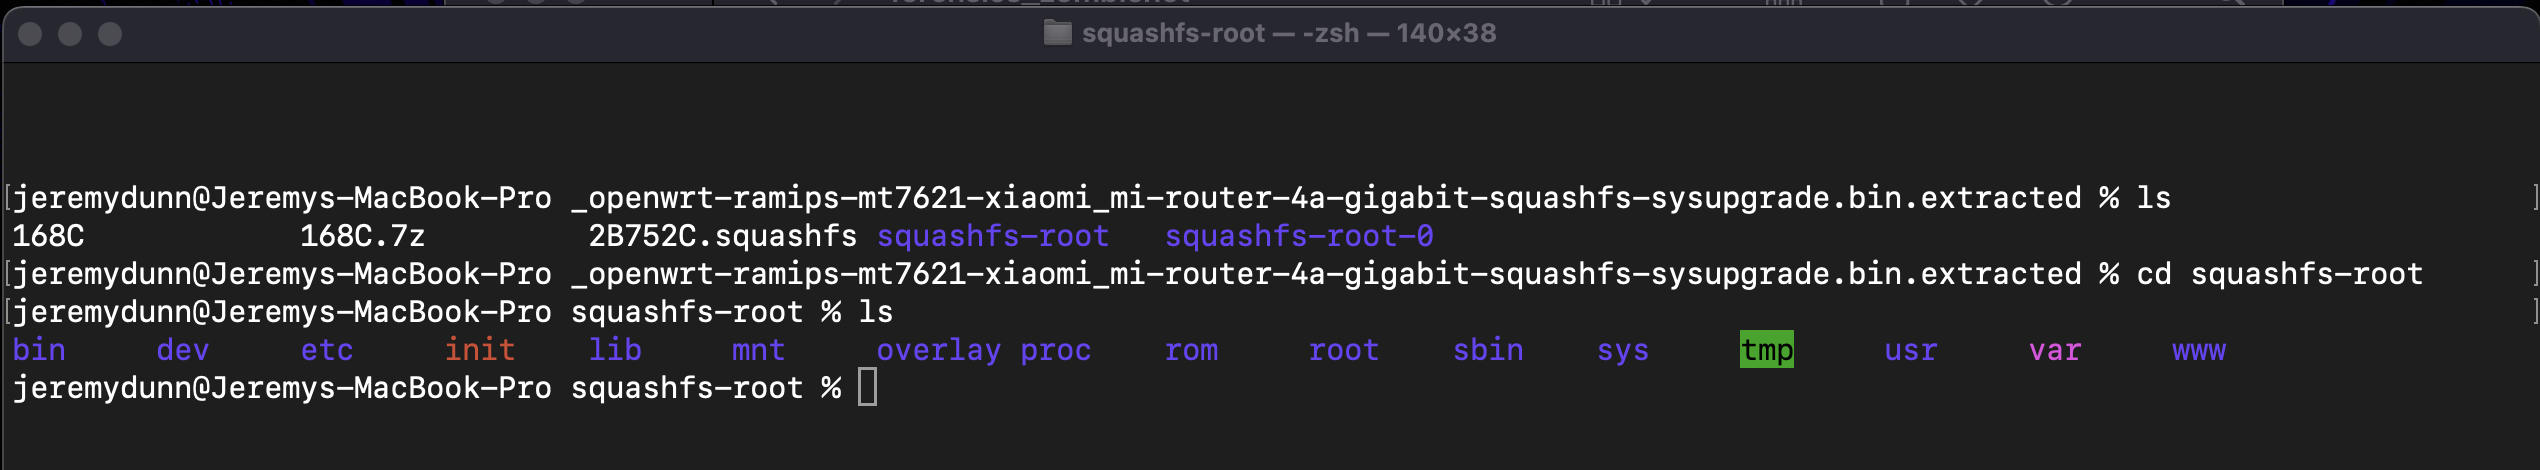 squashfs-root — -zsh — 140×38
jeremydunn@Jeremys-MacBook-Pro _openwrt-ramips-mt7621-xiaomi_mi-router-4a-gigabit-squashfs-sysupgrade.bin.extracted % ls
168C 168C.7z 2B752C.squashfs squashfs-root squashfs-root-0
jeremydunn@Jeremys-MacBook-Pro _openwrt-ramips-mt7621-xiaomi_mi-router-4a-gigabit-squashfs-sysupgrade.bin.extracted % cd squashfs-root
jeremydunn@Jeremys-MacBook-Pro squashfs-root % ls
bin dev etc init lib mnt overlay proc rom root sbin sys tmp usr var www
jeremydunn@Jeremys-MacBook-Pro squashfs-root %